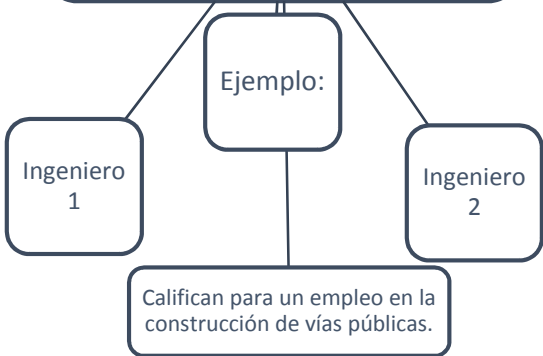 Ejemplo:
Ingeniero
1
Ingeniero
2
Califican para un empleo en la
construcción de vías públicas.